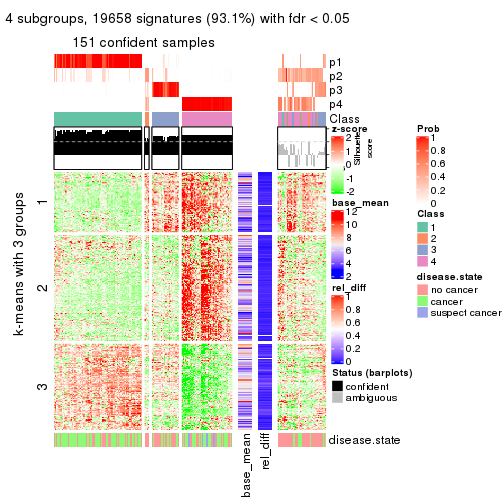 4 subgroups, 19658 signatures (93.1%) with fdr < 0.05
151 confident samples
p1
p2
p3
p4
Class
Silhouette score
1
2
3
k-means with 3 groups
disease.state
base_mean
rel_diff
z-score
2
1
0
-1
-2
base_mean
12
10
8
6
4
2
rel_diff
1
0.8
0.6
0.4
0.2
0
Status (barplots)
confident
ambiguous
Prob
1
0.8
0.6
0.4
0.2
0
Class
1
2
3
4
disease.state
no cancer
cancer
suspect cancer